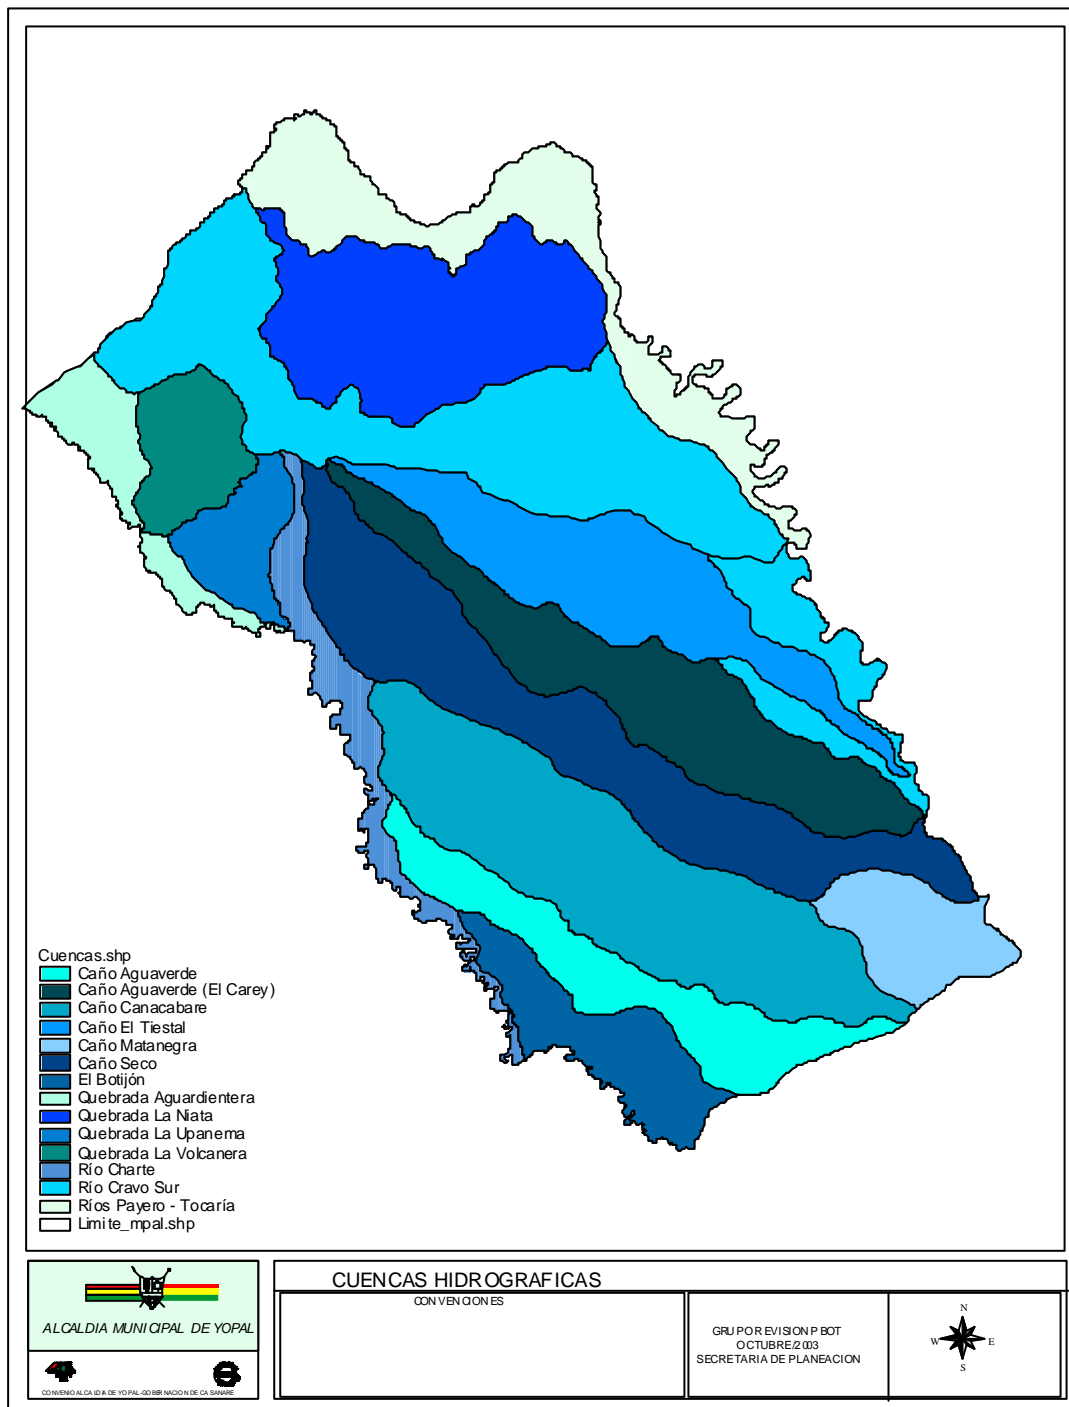 Cuencas.shp
Caño Aguaverde
Caño Aguaverde (El Carey)
Caño Canacabare
Caño El Tiestal
Caño Matanegra
Caño Seco
El Botijón
Quebrada Aguardientera
Quebrada La Niata
Quebrada La Upanema
Quebrada La Volcanera
Río Charte
Río Cravo Sur
Ríos Payero - Tocaría
Limite_mpal.shp
ALCALDIA MUNICIPAL DE YOPAL
CONVENIO ALCALDIA DE YOPAL-GOBERNACION DE CASANARE
CUENCAS HIDROGRAFICAS
CONVENCIONES
GRUPO REVISION PBOT
OCTUBRE/2003
SECRETARIA DE PLANEACION
N
W E
S